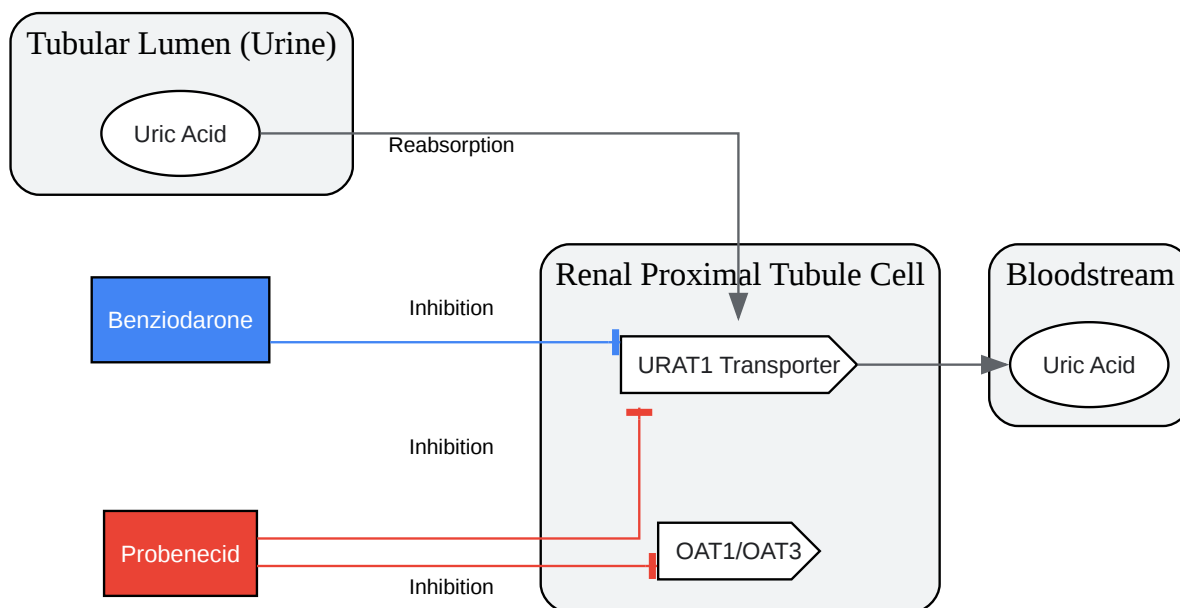 Tubular Lumen (Urine)
Uric Acid
Reabsorption
Renal Proximal Tubule Cell
Bloodstream
Benziodarone
Inhibition
URAT1 Transporter
Uric Acid
Inhibition
Probenecid
OAT1/OAT3
Inhibition